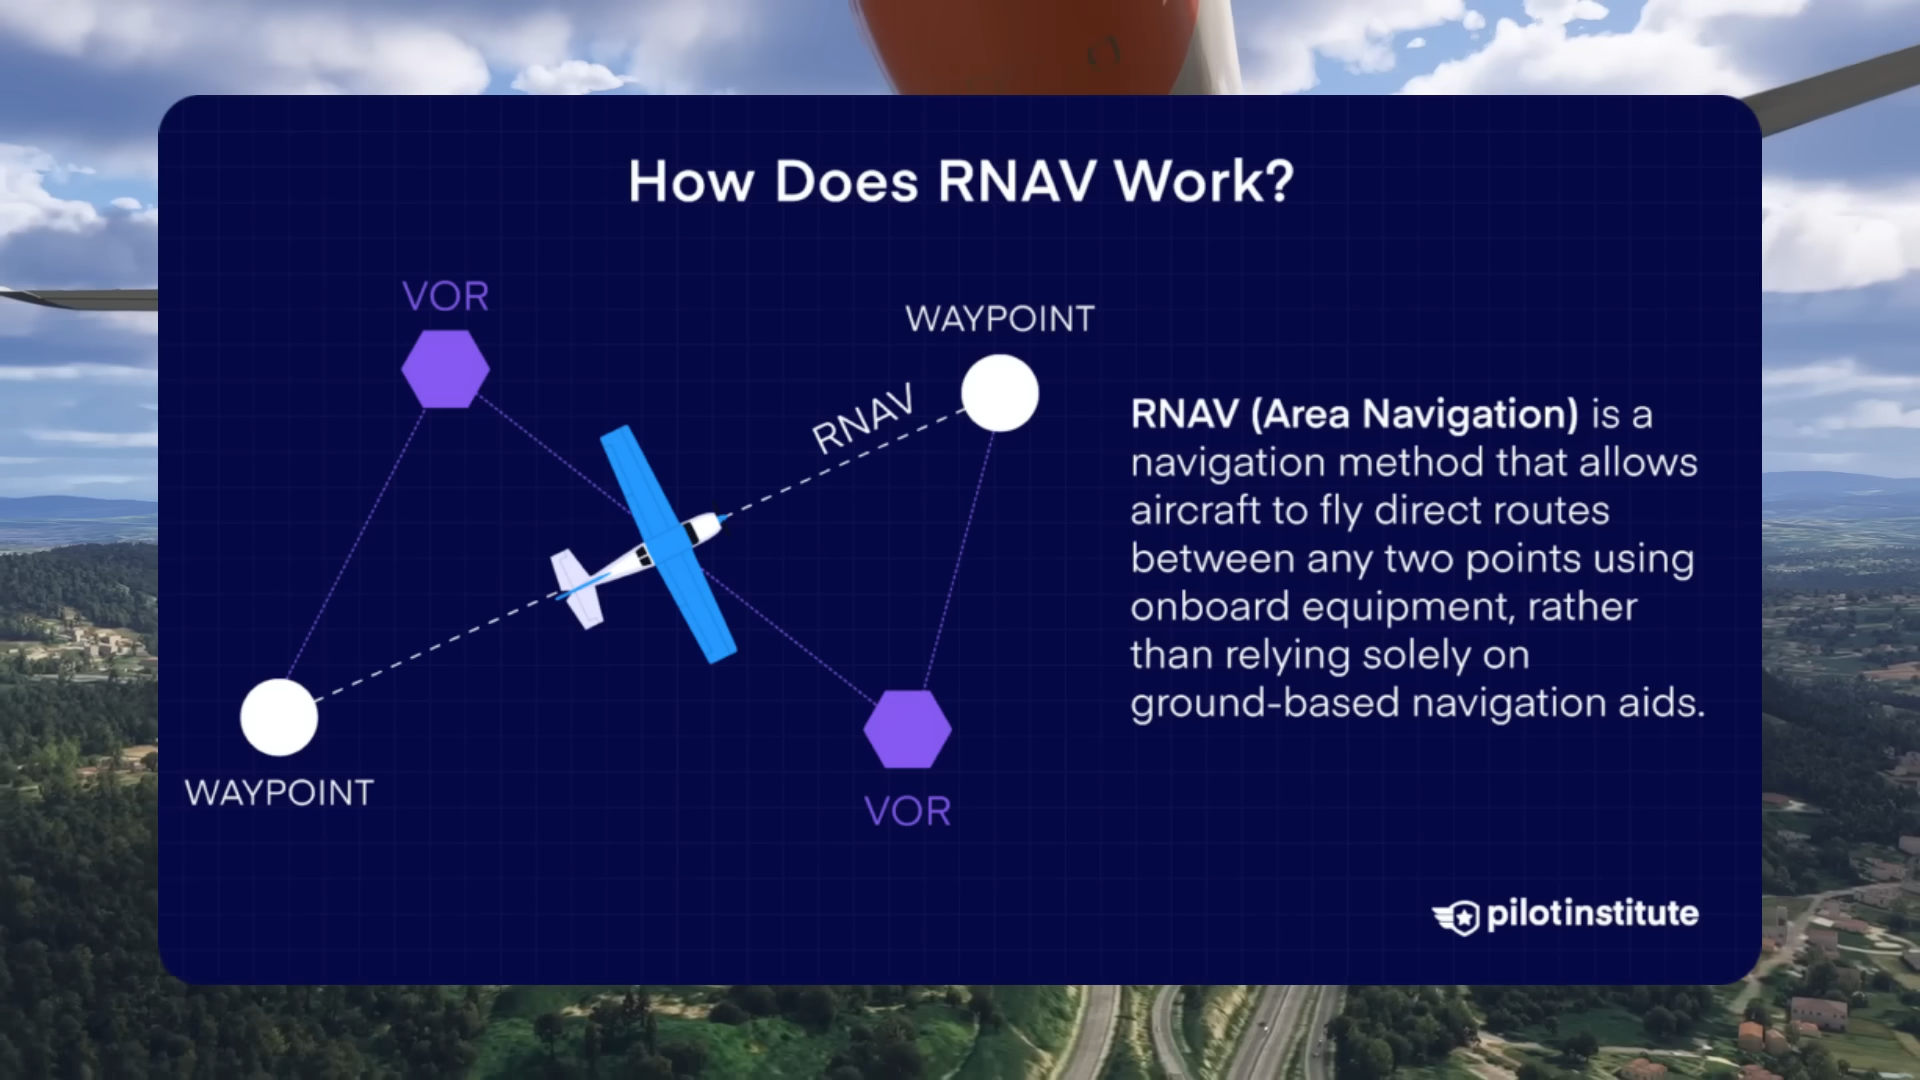 How Does RNAV Work?
VOR
WAYPOINT
RNAV
WAYPOINT
VOR
RNAV (Area Navigation) is a
navigation method that allows
aircraft to fly direct routes
between any two points using
onboard equipment, rather
than relying solely on
ground-based navigation aids.
pilotinstitute